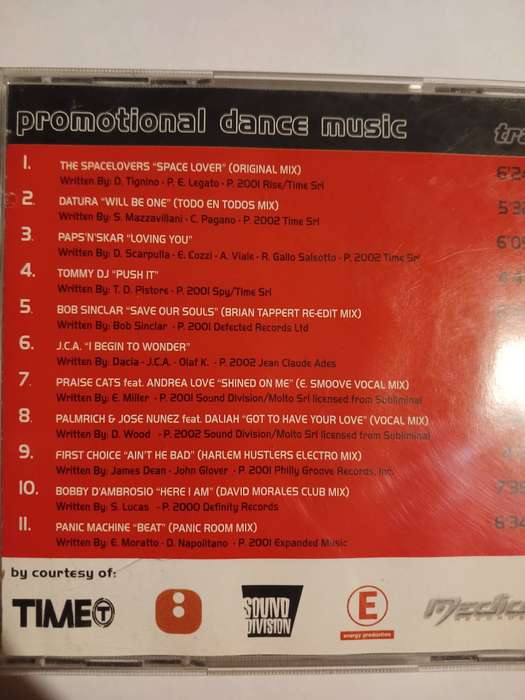 promotional dance music
1. THE SPACELOVERS "SPACE LOVER" (ORIGINAL MIX)
Written By: D. Tignino - P. E. Legato - P. 2001 Rise/Time Srl
2. DATURA "WILL BE ONE" (TODO EN TODOS MIX)
Written By: S. Mazzavillani - C. Pagano - P. 2002 Time Srl
3. PAPS'N'SKAR "LOVING YOU"
Written By: D. Scarpulla - E. Cozzi - A. Viale - R. Gallo Salsotto - P. 2002 Time Srl
4. TOMMY DJ "PUSH IT"
Written By: T. D. Pistore - P. 2001 Spy/Time Srl
5. BOB SINCLAR "SAVE OUR SOULS" (BRIAN TAPPERT RE-EDIT MIX)
Written By: Bob Sinclar - P. 2001 Defected Records Ltd
6. J.C.A. "I BEGIN TO WONDER"
Written By: Dacia - J.C.A. - Olaf K. - P. 2002 Jean Claude Ades
7. PRAISE CATS feat. ANDREA LOVE "SHINED ON ME" (E. SMOOVE VOCAL MIX)
Written By: E. Miller - P. 2001 Sound Division/Molto Srl licensed from Subliminal
8. PALMRICH & JOSE NUNEZ feat. DALIAH "GOT TO HAVE YOUR LOVE" (VOCAL MIX)
Written By: D. Wood - P. 2002 Sound Division/Molto Srl licensed from Subliminal
9. FIRST CHOICE "AIN'T HE BAD" (HARLEM HUSTLERS ELECTRO MIX)
Written By: James Dean - John Glover - P. 2001 Philly Groove Records, Inc.
10. BOBBY D'AMBROSIO "HERE I AM" (DAVID MORALES CLUB MIX)
Written By: S. Lucas - P. 2000 Definity Records
11. PANIC MACHINE "BEAT" (PANIC ROOM MIX)
Written By: E. Moratto - D. Napolitano - P. 2001 Expanded Music
by courtesy of:
TIME T
SOUND DIVISION
E
energy production